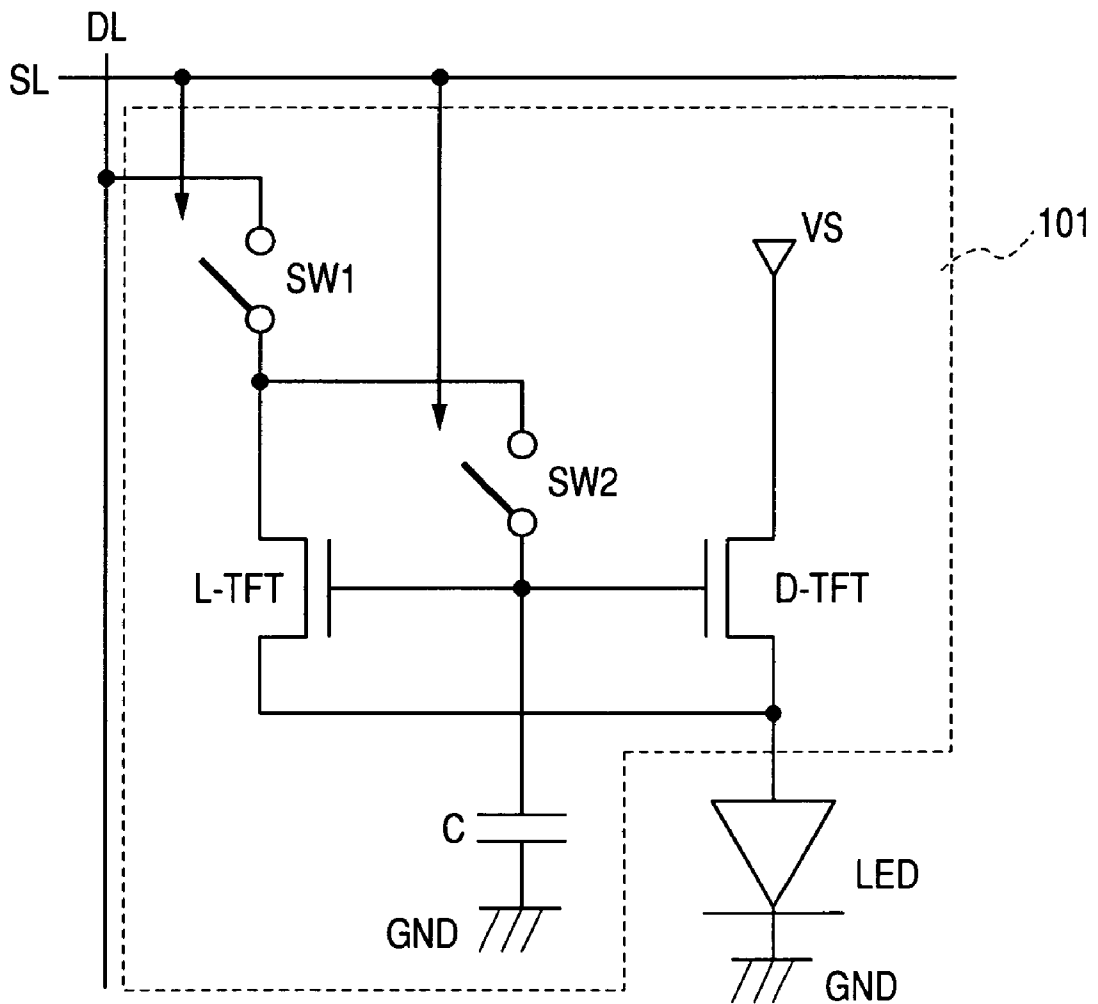 DL
SL
VS
101
SW1
SW2
L-TFT
D-TFT
C
LED
GND
GND